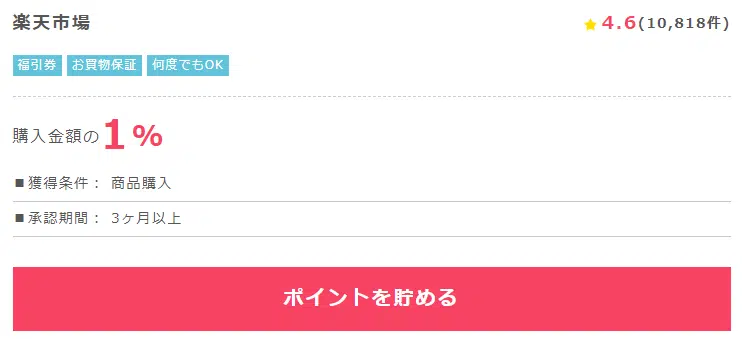 楽天市場 ★4.6(10,818件)
福引券 お買物保証 何度でもOK
購入金額の1%
■獲得条件： 商品購入
■承認期間： 3ヶ月以上
ポイントを貯める